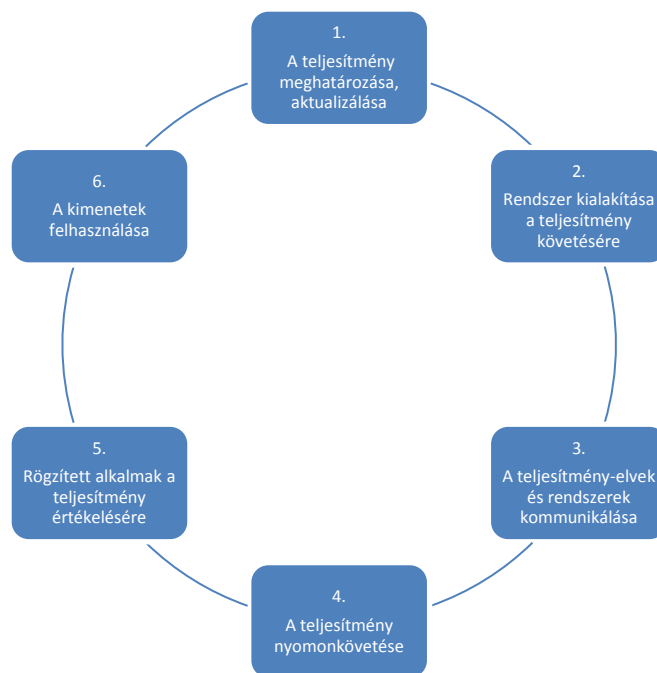 1.
A teljesítmény
meghatározása,
aktualizálása
2.
Rendszer kialakítása
a teljesítmény
követésére
3.
A teljesítmény-elvek
és rendszerek
kommunikálása
4.
A teljesítmény
nyomonkövetése
5.
Rögzített alkalmak a
teljesítmény
értékelésére
6.
A kimenetek
felhasználása